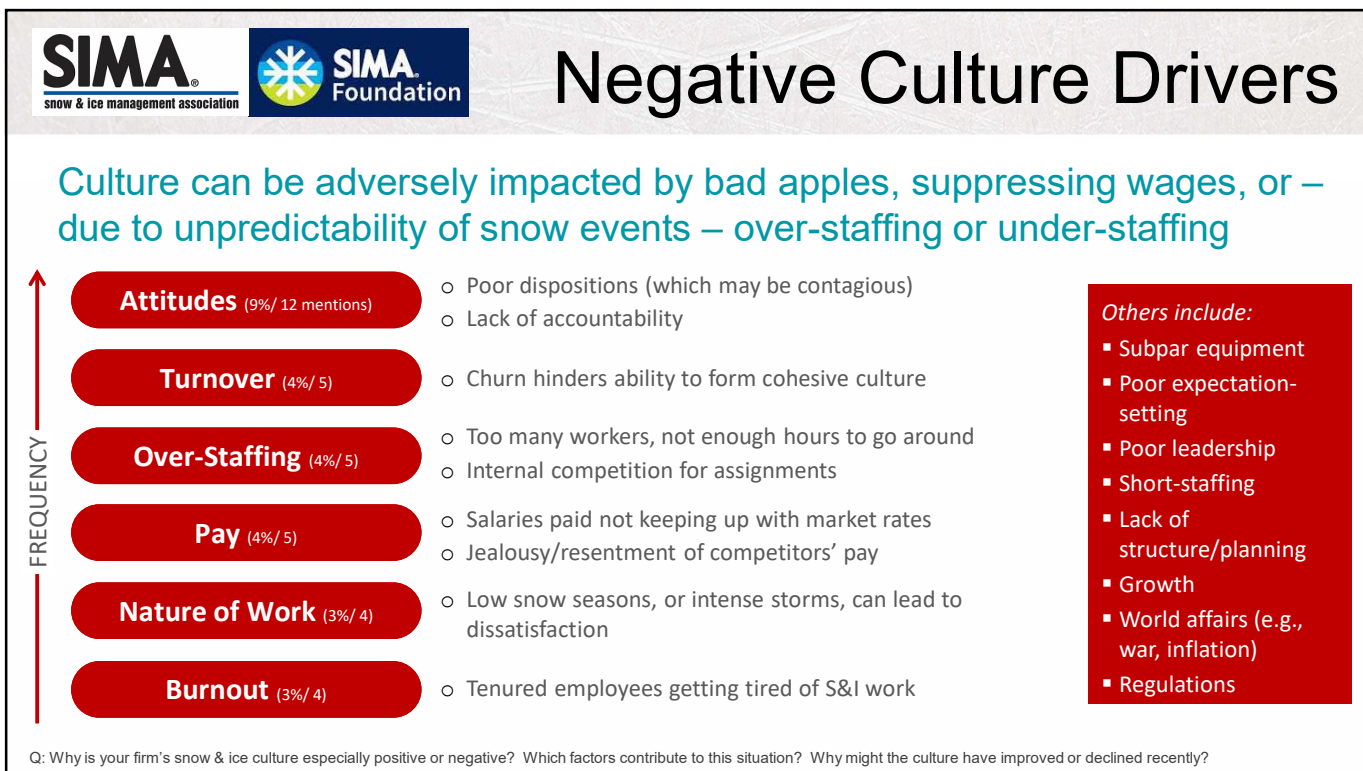 SIMA®
snow & ice management association
SIMA®
Foundation
Negative Culture Drivers
Culture can be adversely impacted by bad apples, suppressing wages, or –
due to unpredictability of snow events – over-staffing or under-staffing
FREQUENCY
Attitudes (9%/ 12 mentions)
o Poor dispositions (which may be contagious)
o Lack of accountability
Turnover (4%/ 5)
o Churn hinders ability to form cohesive culture
Over-Staffing (4%/ 5)
o Too many workers, not enough hours to go around
o Internal competition for assignments
Pay (4%/ 5)
o Salaries paid not keeping up with market rates
o Jealousy/resentment of competitors’ pay
Nature of Work (3%/ 4)
o Low snow seasons, or intense storms, can lead to
dissatisfaction
Burnout (3%/ 4)
o Tenured employees getting tired of S&I work
Others include:
▪ Subpar equipment
▪ Poor expectation-
setting
▪ Poor leadership
▪ Short-staffing
▪ Lack of
structure/planning
▪ Growth
▪ World affairs (e.g.,
war, inflation)
▪ Regulations
Q: Why is your firm’s snow & ice culture especially positive or negative? Which factors contribute to this situation? Why might the culture have improved or declined recently?